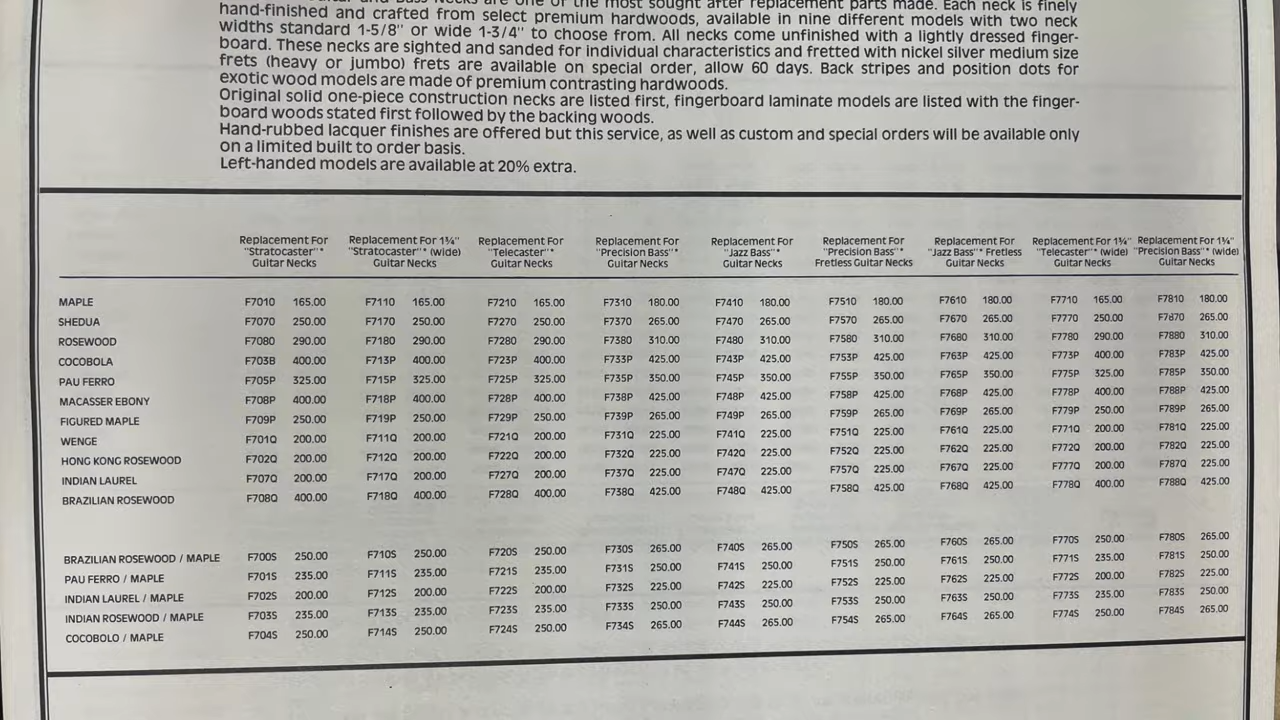 Bass Necks are one of the most sought after replacement parts made. Each neck is finely
hand-finished and crafted from select premium hardwoods, available in nine different models with two neck
widths standard 1-5/8" or wide 1-3/4" to choose from. All necks come unfinished with a lightly dressed finger-
board. These necks are sighted and sanded for individual characteristics and fretted with nickel silver medium size
frets (heavy or jumbo) frets are available on special order, allow 60 days. Back stripes and position dots for
exotic wood models are made of premium contrasting hardwoods.
Original solid one-piece construction necks are listed first, fingerboard laminate models are listed with the finger-
board woods stated first followed by the backing woods.
Hand-rubbed lacquer finishes are offered but this service, as well as custom and special orders will be available only
on a limited built to order basis.
Left-handed models are available at 20% extra.
Replacement For Replacement For 1¾" Replacement For Replacement For Replacement For Replacement For Replacement For Replacement For 1¾" Replacement For 1¾"
"Stratocaster"* "Stratocaster"* (wide) "Telecaster"* "Precision Bass"* "Jazz Bass"* "Precision Bass"* "Jazz Bass"* Fretless "Telecaster"* (wide) "Precision Bass"* (wide)
Guitar Necks Guitar Necks Guitar Necks Guitar Necks Guitar Necks Fretless Guitar Necks Guitar Necks Guitar Necks Guitar Necks
MAPLE F7010 165.00 F7110 165.00 F7210 165.00 F7310 180.00 F7410 180.00 F7510 180.00 F7610 180.00 F7710 165.00 F7810 180.00
SHEDUA F7070 250.00 F7170 250.00 F7270 250.00 F7370 265.00 F7470 265.00 F7570 265.00 F7670 265.00 F7770 250.00 F7870 265.00
ROSEWOOD F7080 290.00 F7180 290.00 F7280 290.00 F7380 310.00 F7480 310.00 F7580 310.00 F7680 310.00 F7780 290.00 F7880 310.00
COCOBOLA F703B 400.00 F713P 400.00 F723P 400.00 F733P 425.00 F743P 425.00 F753P 425.00 F763P 425.00 F773P 400.00 F783P 425.00
PAU FERRO F705P 325.00 F715P 325.00 F725P 325.00 F735P 350.00 F745P 350.00 F755P 350.00 F765P 350.00 F775P 325.00 F785P 350.00
MACASSER EBONY F708P 400.00 F718P 400.00 F728P 400.00 F738P 425.00 F748P 425.00 F758P 425.00 F768P 425.00 F778P 400.00 F788P 425.00
FIGURED MAPLE F709P 250.00 F719P 250.00 F729P 250.00 F739P 265.00 F749P 265.00 F759P 265.00 F769P 265.00 F779P 250.00 F789P 265.00
WENGE F701Q 200.00 F711Q 200.00 F721Q 200.00 F731Q 225.00 F741Q 225.00 F751Q 225.00 F761Q 225.00 F771Q 200.00 F781Q 225.00
HONG KONG ROSEWOOD F702Q 200.00 F712Q 200.00 F722Q 200.00 F732Q 225.00 F742Q 225.00 F752Q 225.00 F762Q 225.00 F772Q 200.00 F782Q 225.00
INDIAN LAUREL F707Q 200.00 F717Q 200.00 F727Q 200.00 F737Q 225.00 F747Q 225.00 F757Q 225.00 F767Q 225.00 F777Q 200.00 F787Q 225.00
BRAZILIAN ROSEWOOD F708Q 400.00 F718Q 400.00 F728Q 400.00 F738Q 425.00 F748Q 425.00 F758Q 425.00 F768Q 425.00 F778Q 400.00 F788Q 425.00
BRAZILIAN ROSEWOOD / MAPLE F700S 250.00 F710S 250.00 F720S 250.00 F730S 265.00 F740S 265.00 F750S 265.00 F760S 265.00 F770S 250.00 F780S 265.00
PAU FERRO / MAPLE F701S 235.00 F711S 235.00 F721S 235.00 F731S 250.00 F741S 250.00 F751S 250.00 F761S 250.00 F771S 235.00 F781S 250.00
INDIAN LAUREL / MAPLE F702S 200.00 F712S 200.00 F722S 200.00 F732S 225.00 F742S 225.00 F752S 225.00 F762S 225.00 F772S 200.00 F782S 225.00
INDIAN ROSEWOOD / MAPLE F703S 235.00 F713S 235.00 F723S 235.00 F733S 250.00 F743S 250.00 F753S 250.00 F763S 250.00 F773S 235.00 F783S 250.00
COCOBOLO / MAPLE F704S 250.00 F714S 250.00 F724S 250.00 F734S 265.00 F744S 265.00 F754S 265.00 F764S 265.00 F774S 250.00 F784S 265.00